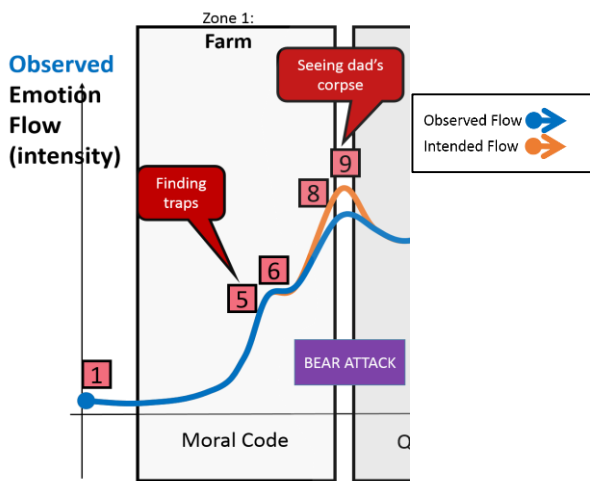 Zone 1:
Farm
Observed
Emotion
Flow
(intensity)
Seeing dad's
corpse
Observed Flow
Intended Flow
9
8
Finding
traps
6
5
BEAR ATTACK
1
Moral Code
Q